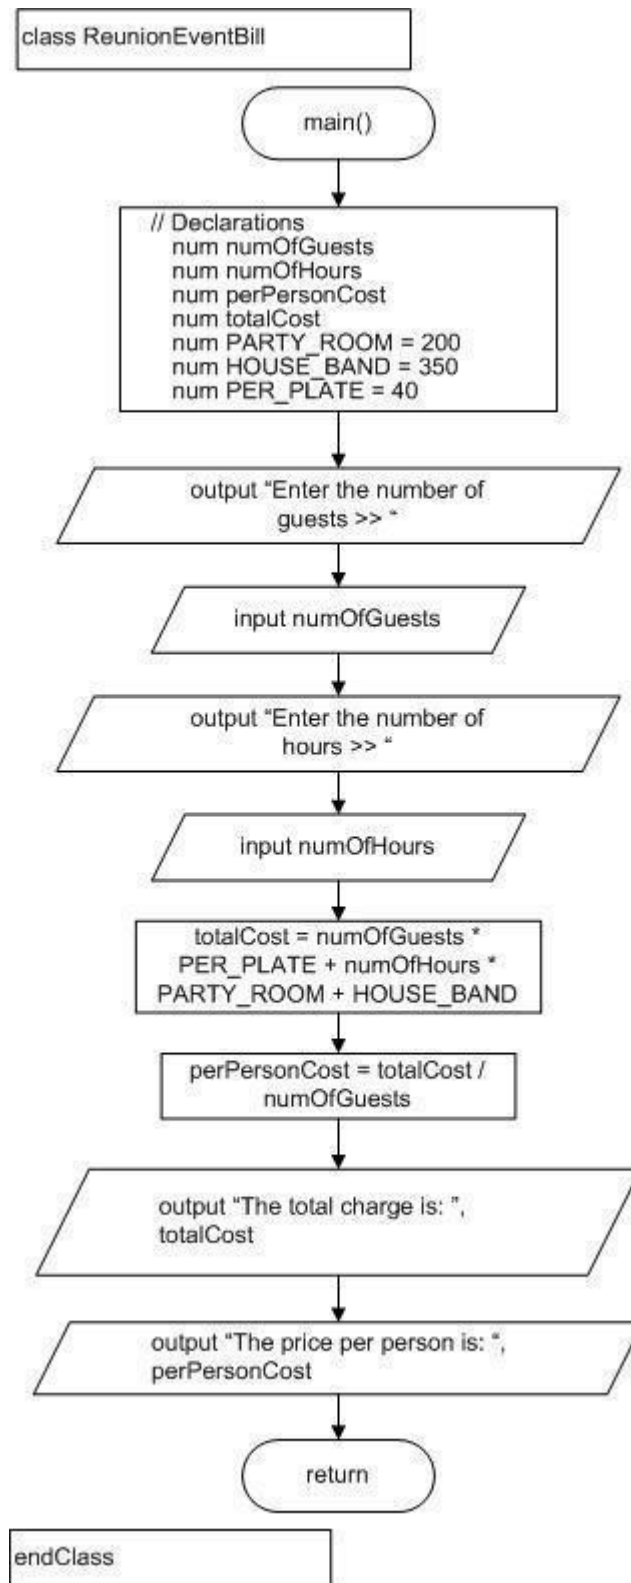 class ReunionEventBill
main()
// Declarations
num numOfGuests
num numOfHours
num perPersonCost
num totalCost
num PARTY_ROOM = 200
num HOUSE_BAND = 350
num PER_PLATE = 40
output “Enter the number of
guests >> “
input numOfGuests
output “Enter the number of
hours >> “
input numOfHours
totalCost = numOfGuests *
PER_PLATE + numOfHours *
PARTY_ROOM + HOUSE_BAND
perPersonCost = totalCost /
numOfGuests
output “The total charge is: ”,
totalCost
output “The price per person is: “,
perPersonCost
return
endClass